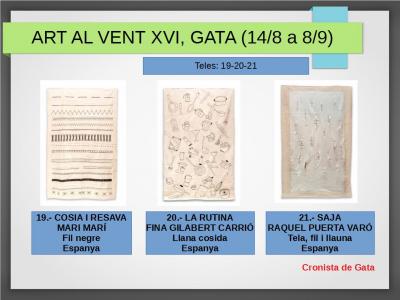 ART AL VENT XVI, GATA (14/8 a 8/9)
Teles: 19-20-21
19.- COSIA I RESAVA
MARI MARÍ
Fil negre
Espanya
20.- LA RUTINA
FINA GILABERT CARRIÓ
Llana cosida
Espanya
21.- SAJA
RAQUEL PUERTA VARÓ
Tela, fil i llauna
Espanya
Cronista de Gata